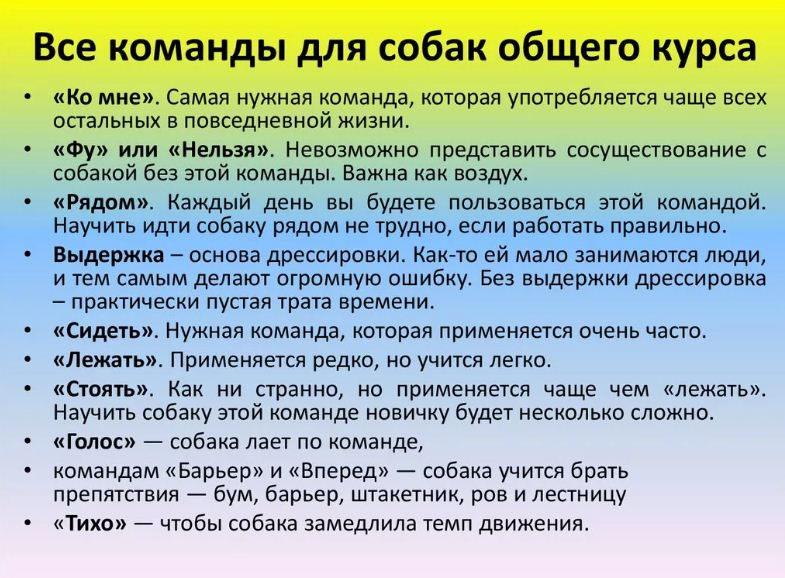 Все команды для собак общего курса
• «Ко мне». Самая нужная команда, которая употребляется чаще всех
остальных в повседневной жизни.
• «Фу» или «Нельзя». Невозможно представить сосуществование с
собакой без этой команды. Важна как воздух.
• «Рядом». Каждый день вы будете пользоваться этой командой.
Научить идти собаку рядом не трудно, если работать правильно.
• Выдержка – основа дрессировки. Как-то ей мало занимаются люди,
и тем самым делают огромную ошибку. Без выдержки дрессировка
– практически пустая трата времени.
• «Сидеть». Нужная команда, которая применяется очень часто.
• «Лежать». Применяется редко, но учится легко.
• «Стоять». Как ни странно, но применяется чаще чем «лежать».
Научить собаку этой команде новичку будет несколько сложно.
• «Голос» — собака лает по команде,
• командам «Барьер» и «Вперед» — собака учится брать
препятствия — бум, барьер, штакетник, ров и лестницу
• «Тихо» — чтобы собака замедлила темп движения.